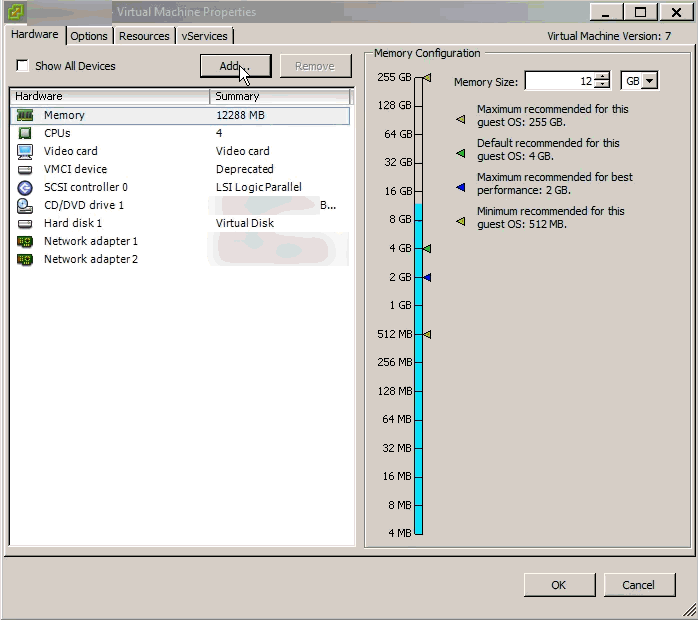 Virtual Machine Properties
Hardware Options Resources vServices Virtual Machine Version: 7
Show All Devices Add... Remove
Hardware Summary
Memory 12288 MB
CPUs 4
Video card Video card
VMCI device Deprecated
SCSI controller 0 LSI Logic Parallel
CD/DVD drive 1 B...
Hard disk 1 Virtual Disk
Network adapter 1
Network adapter 2
Memory Configuration
255 GB
128 GB
64 GB
32 GB
16 GB
8 GB
4 GB
2 GB
1 GB
512 MB
256 MB
128 MB
64 MB
32 MB
16 MB
8 MB
4 MB
Memory Size: 12 GB
Maximum recommended for this
guest OS: 255 GB.
Default recommended for this
guest OS: 4 GB.
Maximum recommended for best
performance: 2 GB.
Minimum recommended for this
guest OS: 512 MB.
OK Cancel